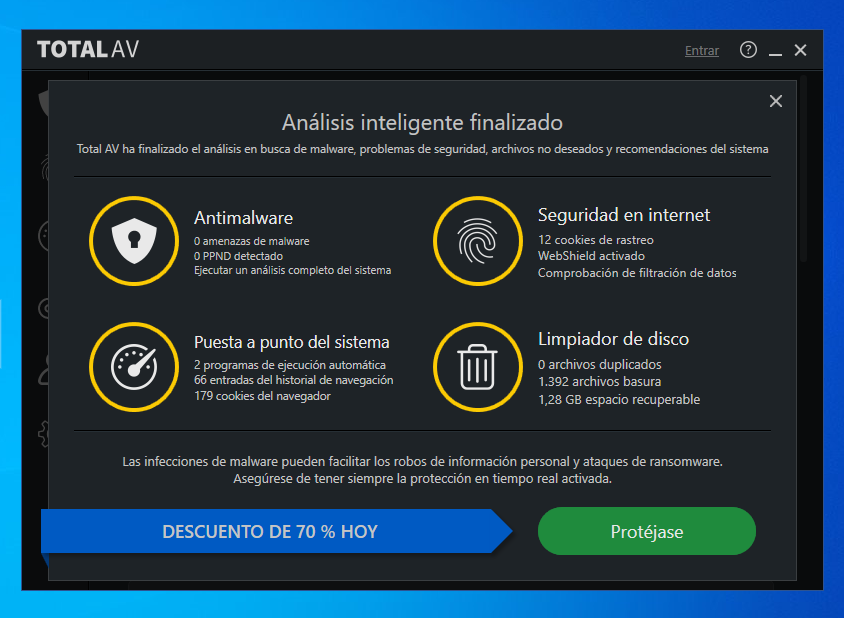 TOTAL AV
Entrar
Análisis inteligente finalizado
Total AV ha finalizado el análisis en busca de malware, problemas de seguridad, archivos no deseados y recomendaciones del sistema
Antimalware
0 amenazas de malware
0 PPND detectado
Ejecutar un análisis completo del sistema
Seguridad en internet
12 cookies de rastreo
WebShield activado
Comprobación de filtración de datos
Puesta a punto del sistema
2 programas de ejecución automática
66 entradas del historial de navegación
179 cookies del navegador
Limpiador de disco
0 archivos duplicados
1.392 archivos basura
1,28 GB espacio recuperable
Las infecciones de malware pueden facilitar los robos de información personal y ataques de ransomware.
Asegúrese de tener siempre la protección en tiempo real activada.
DESCUENTO DE 70 % HOY
Protéjase